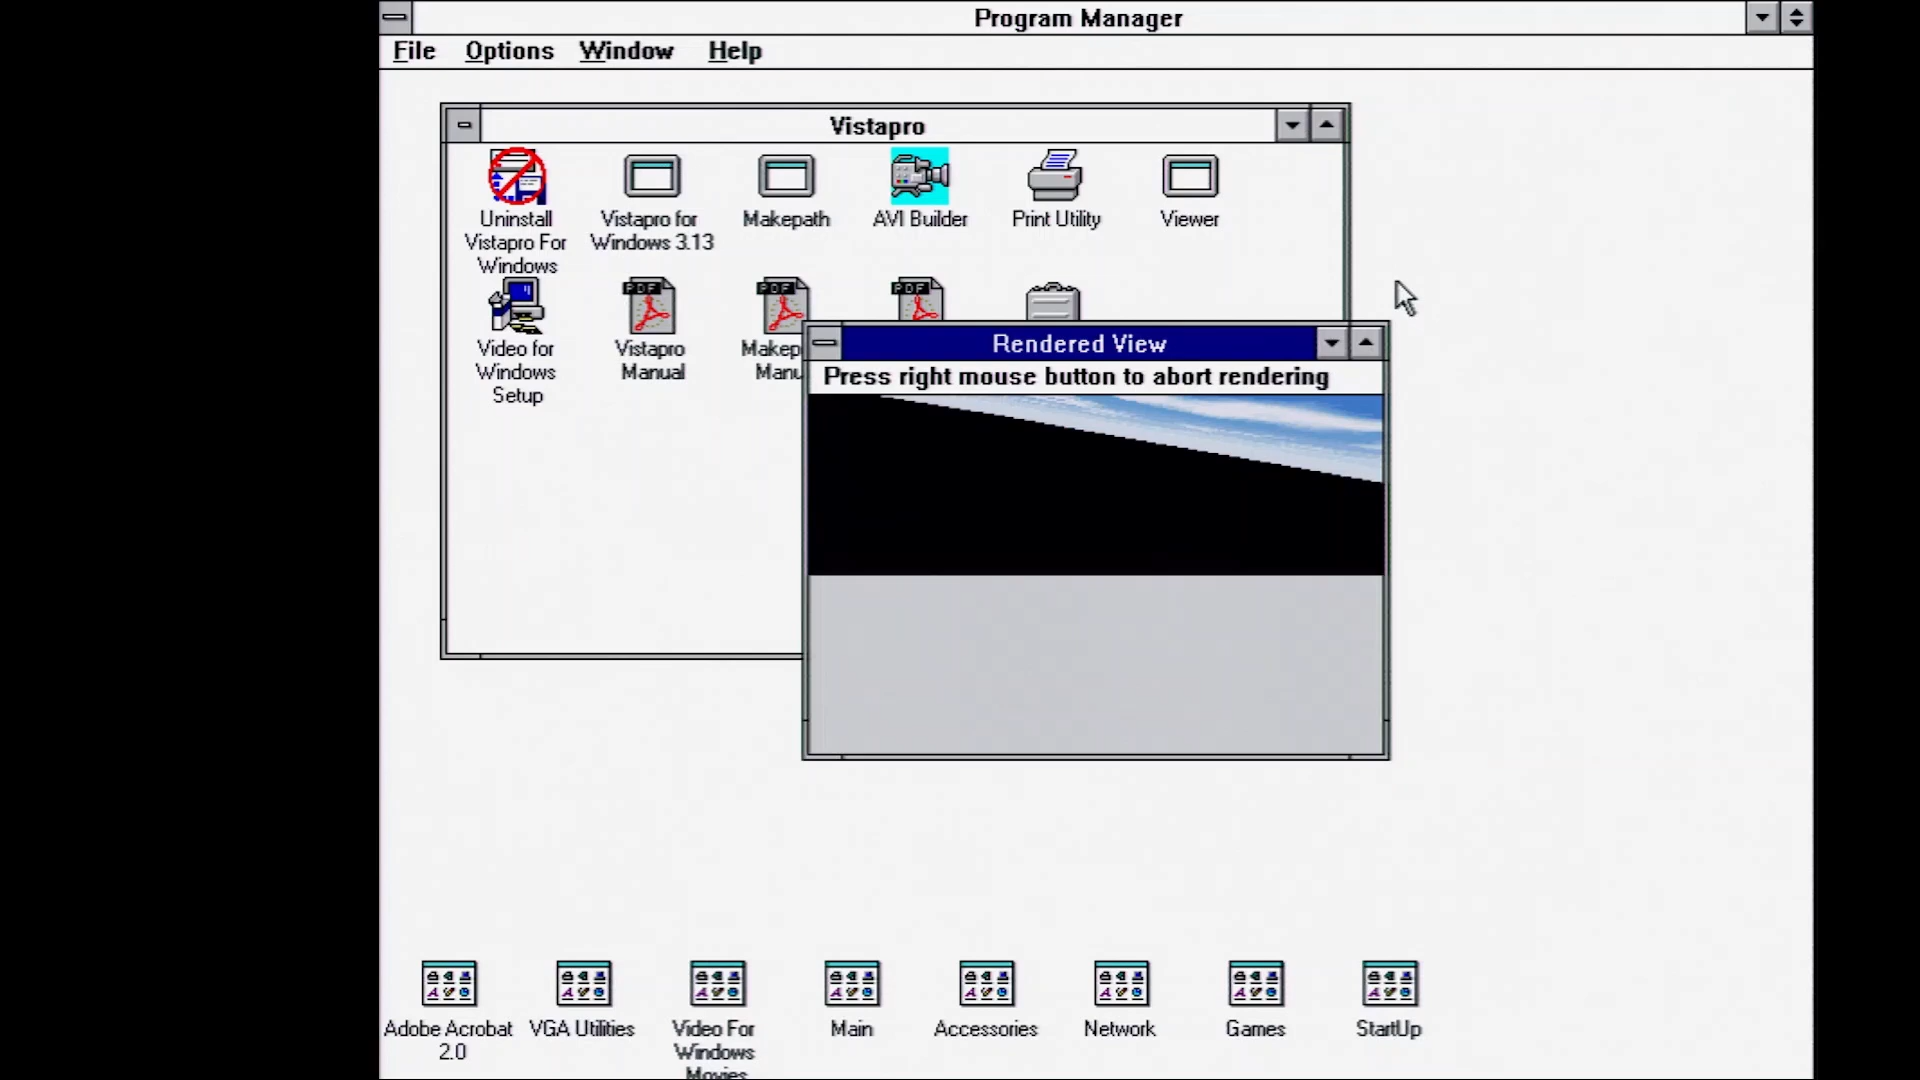 Program Manager
File Options Window Help
Vistapro
Uninstall
Vistapro For
Windows
Vistapro for
Windows 3.13
Makepath
AVI Builder
Print Utility
Viewer
PDF
PDF
PDF
Video for
Windows
Setup
Vistapro
Manual
Makep
Manu
Rendered View
Press right mouse button to abort rendering
Adobe Acrobat
2.0
VGA Utilities
Video For
Windows
Movies
Main
Accessories
Network
Games
StartUp